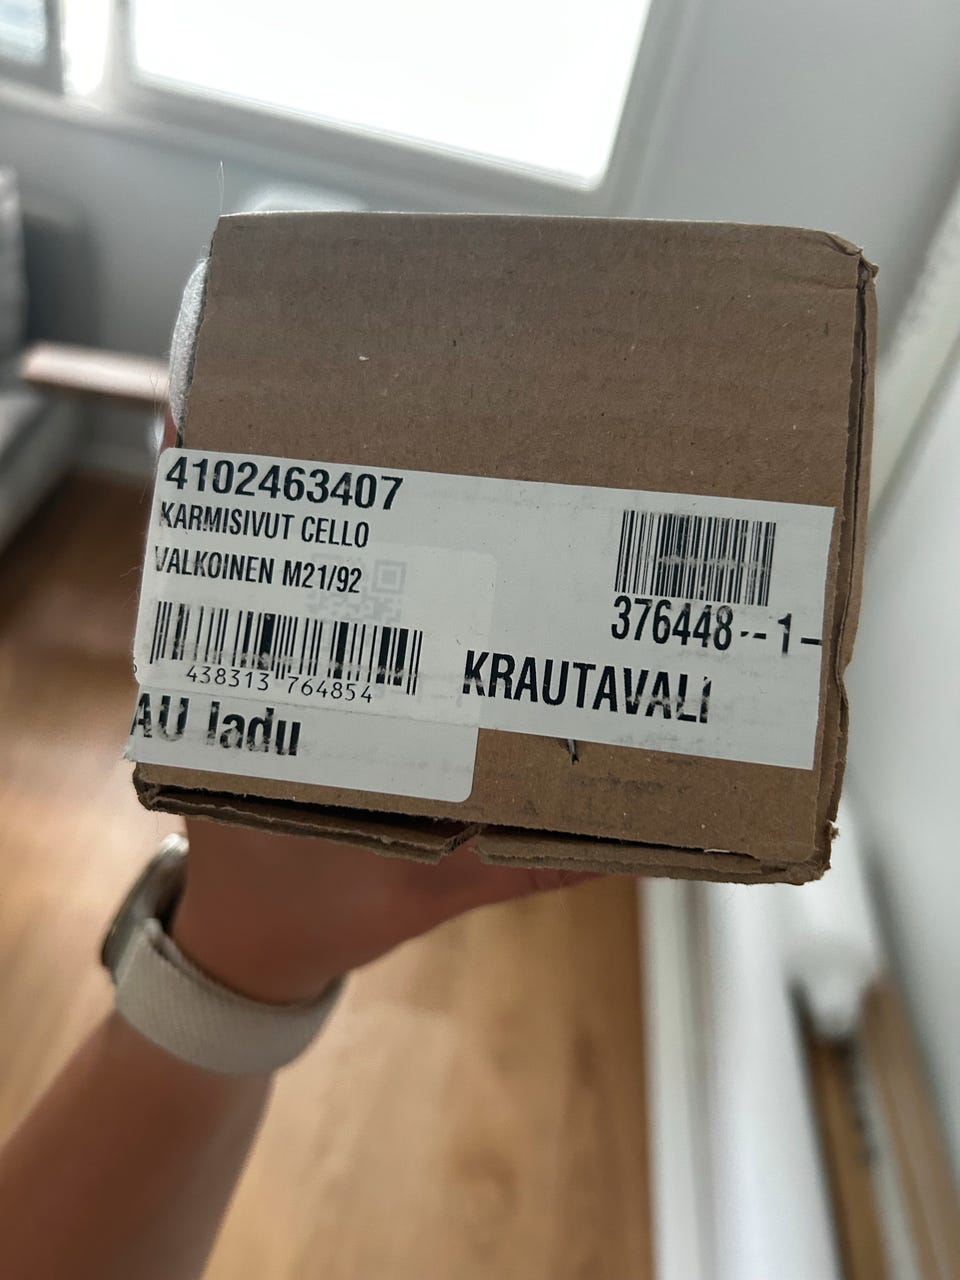 4102463407
KARMISIVUT CELLO
VALKOINEN M21/92
438313 764854
AU ladu
376448--1-
KRAUTAVALI